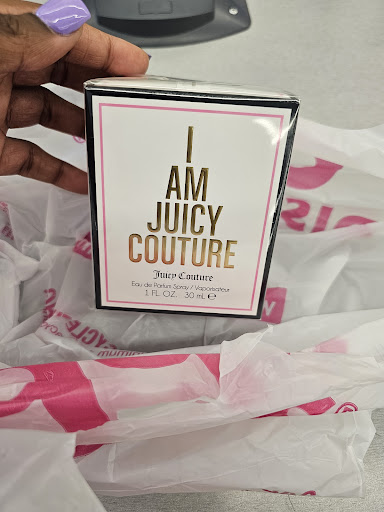 I
AM
JUICY
COUTURE
Juicy Couture
Eau de Parfum Spray / Vaporisateur
1 FL. OZ. 30 mL e